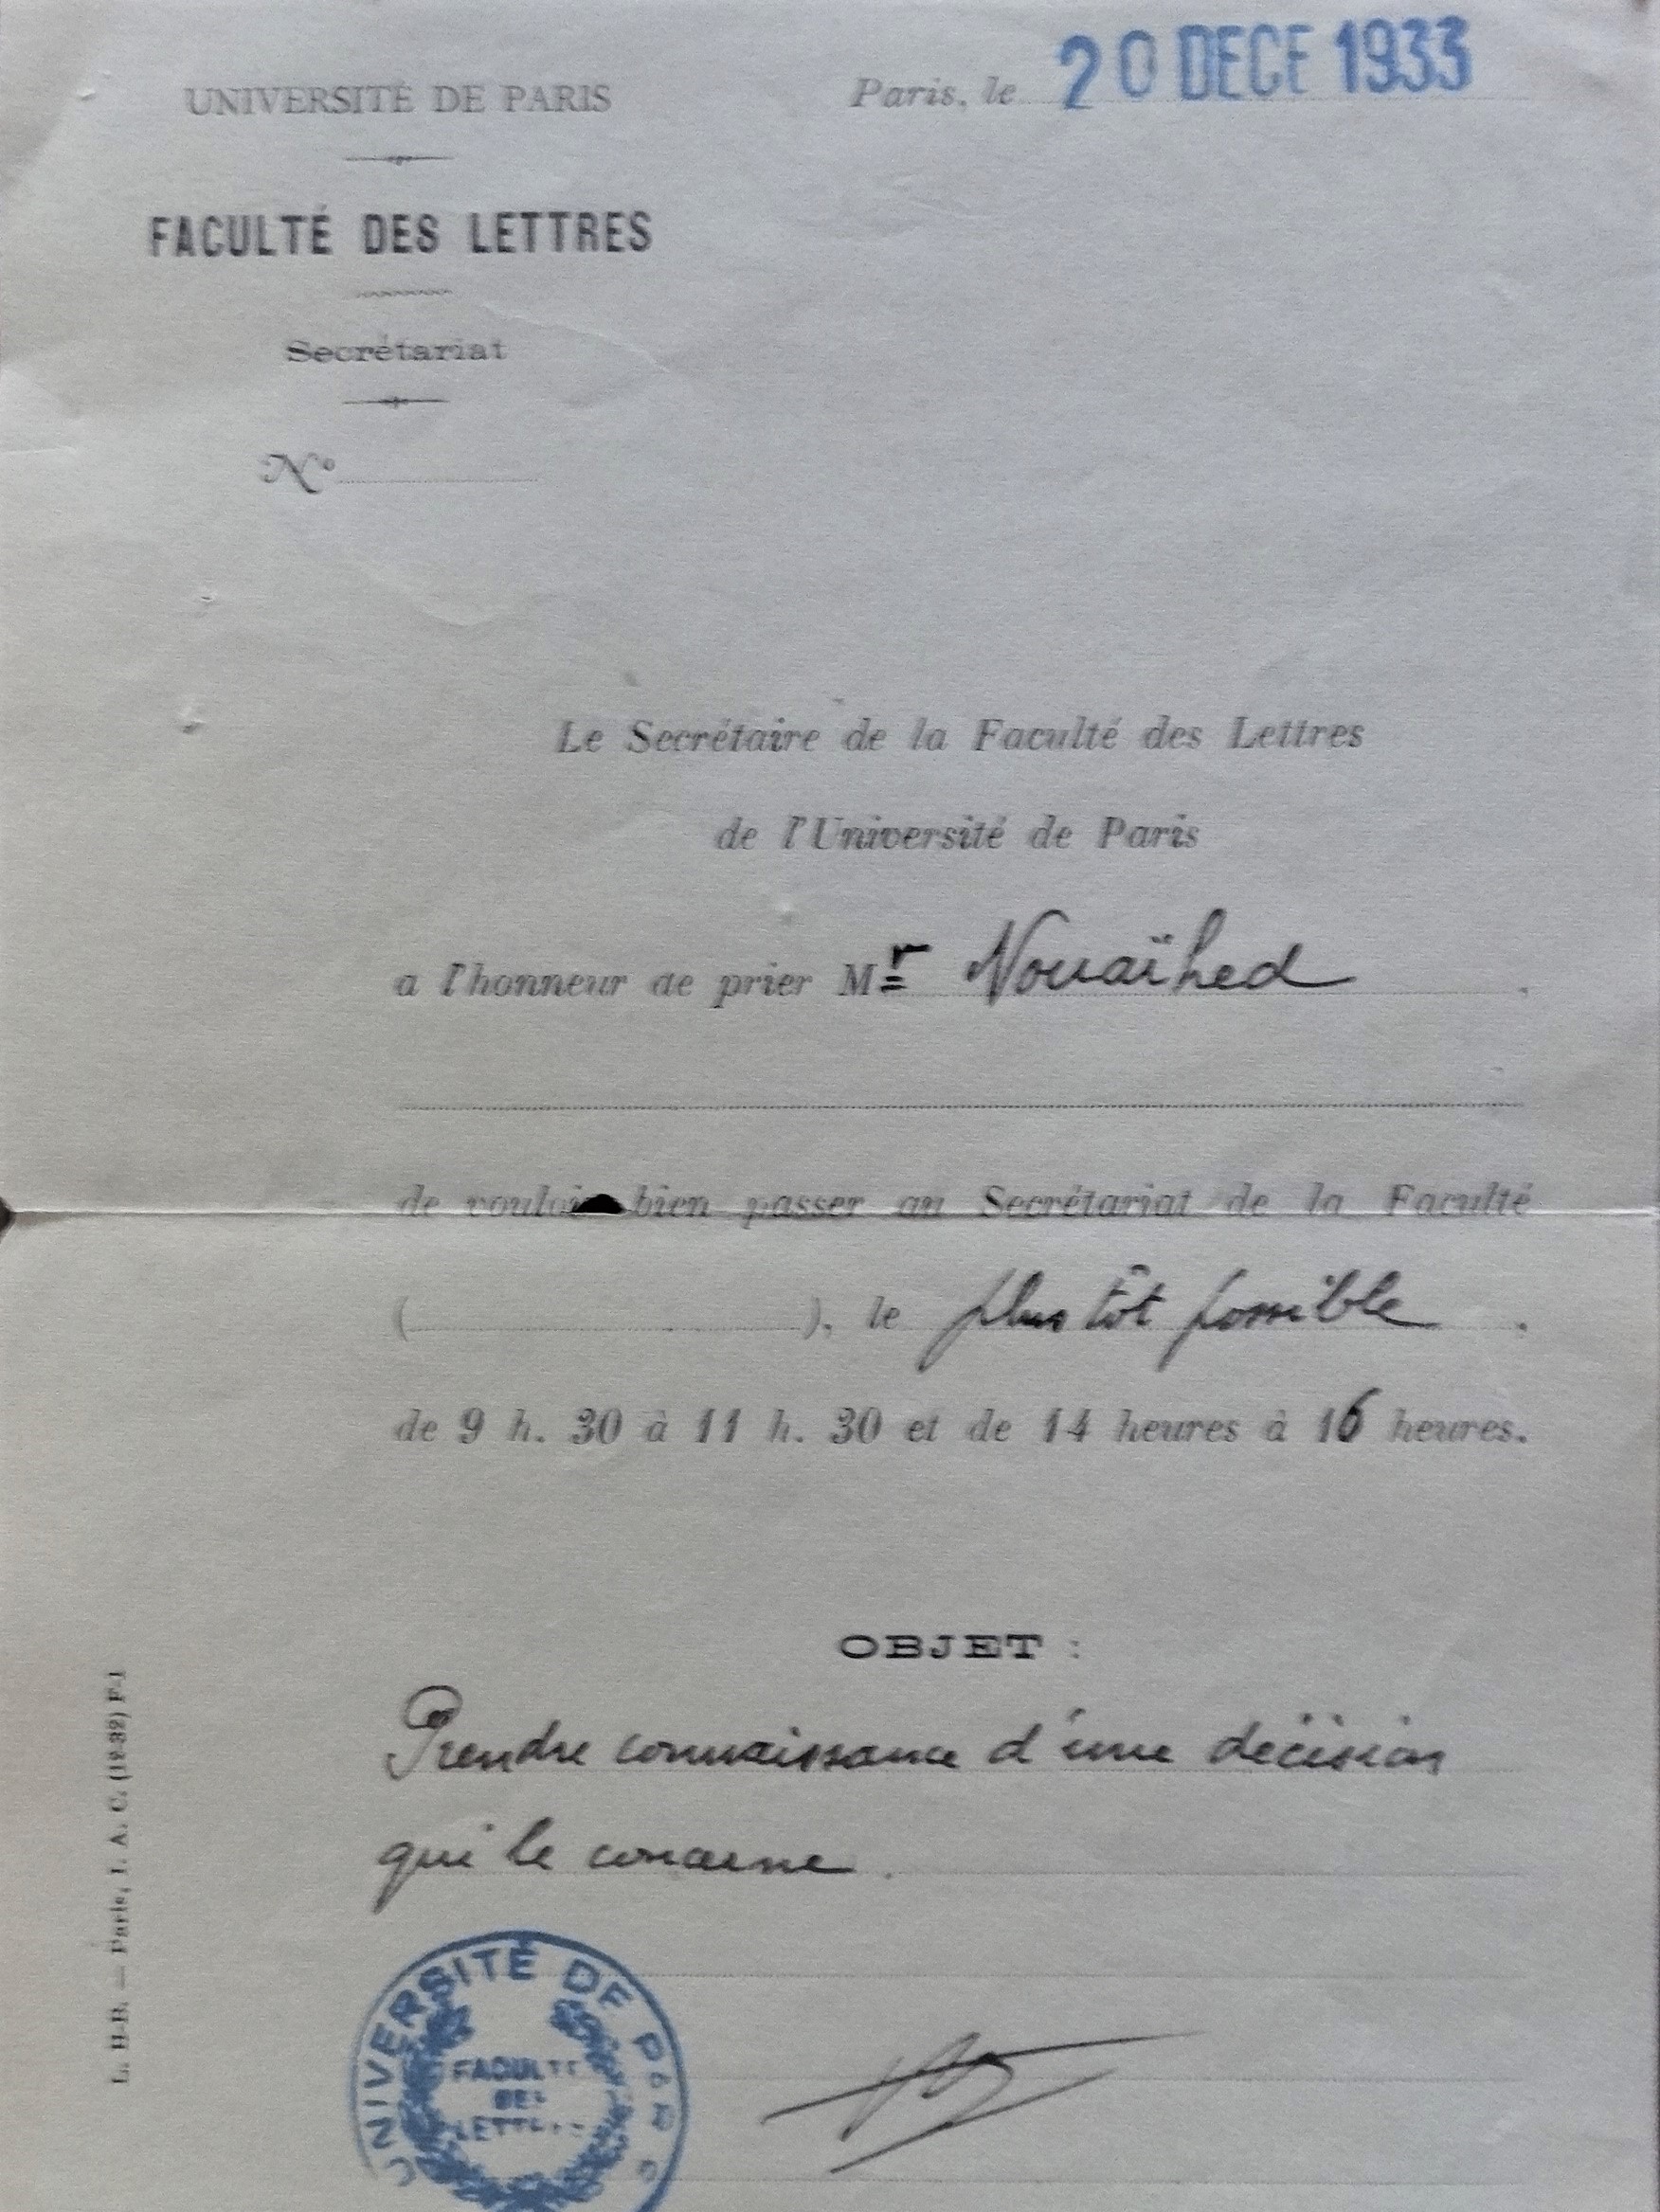 UNIVERSITÉ DE PARIS
Paris, le 20 DECE 1933
FACULTÉ DES LETTRES
Secrétariat
N°
Le Secrétaire de la Faculté des Lettres
de l'Université de Paris
a l'honneur de prier Mr Nouaïhed
de vouloir bien passer au Secrétariat de la Faculté
( ), le plus tôt possible
de 9 h. 30 à 11 h. 30 et de 14 heures à 16 heures.
OBJET :
Prendre connaissance d'une décision
qui le concerne.
UNIVERSITÉ DE PARIS
FACULTÉ
DES
LETTRES
L. H-B. — Paris, I. A. C. (12-32) F-1